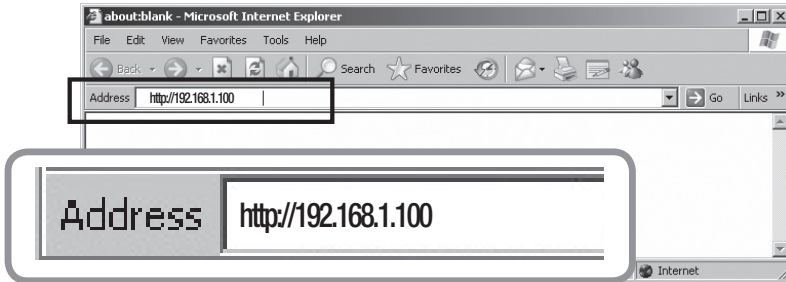 about:blank - Microsoft Internet Explorer
File Edit View Favorites Tools Help
Back Search Favorites
Address http://192.168.1.100 Go Links »
Address http://192.168.1.100
Internet